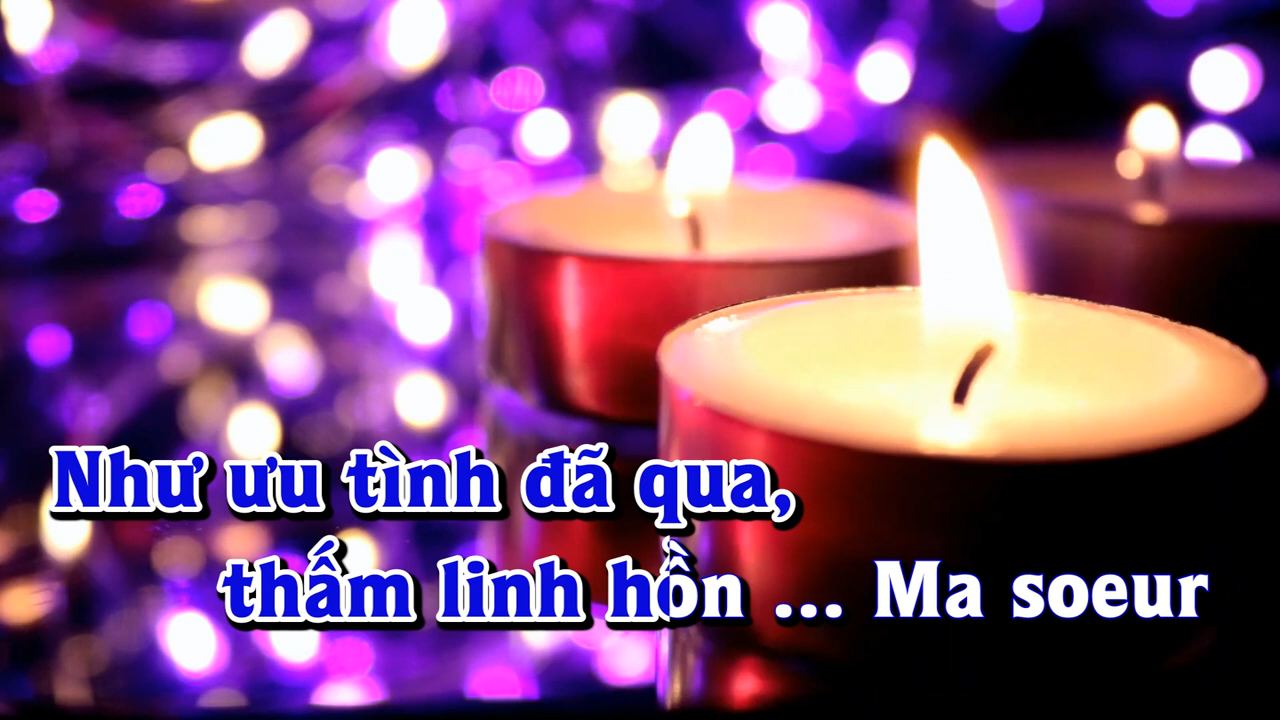 Như ưu tình đã qua,
thấm linh hồn ... Ma soeur